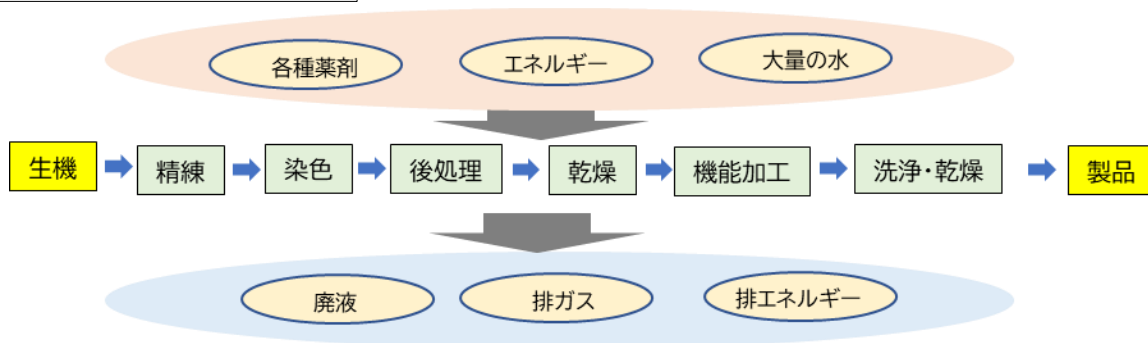 各種薬剤
エネルギー
大量の水
生機
精練
染色
後処理
乾燥
機能加工
洗浄・乾燥
製品
廃液
排ガス
排エネルギー